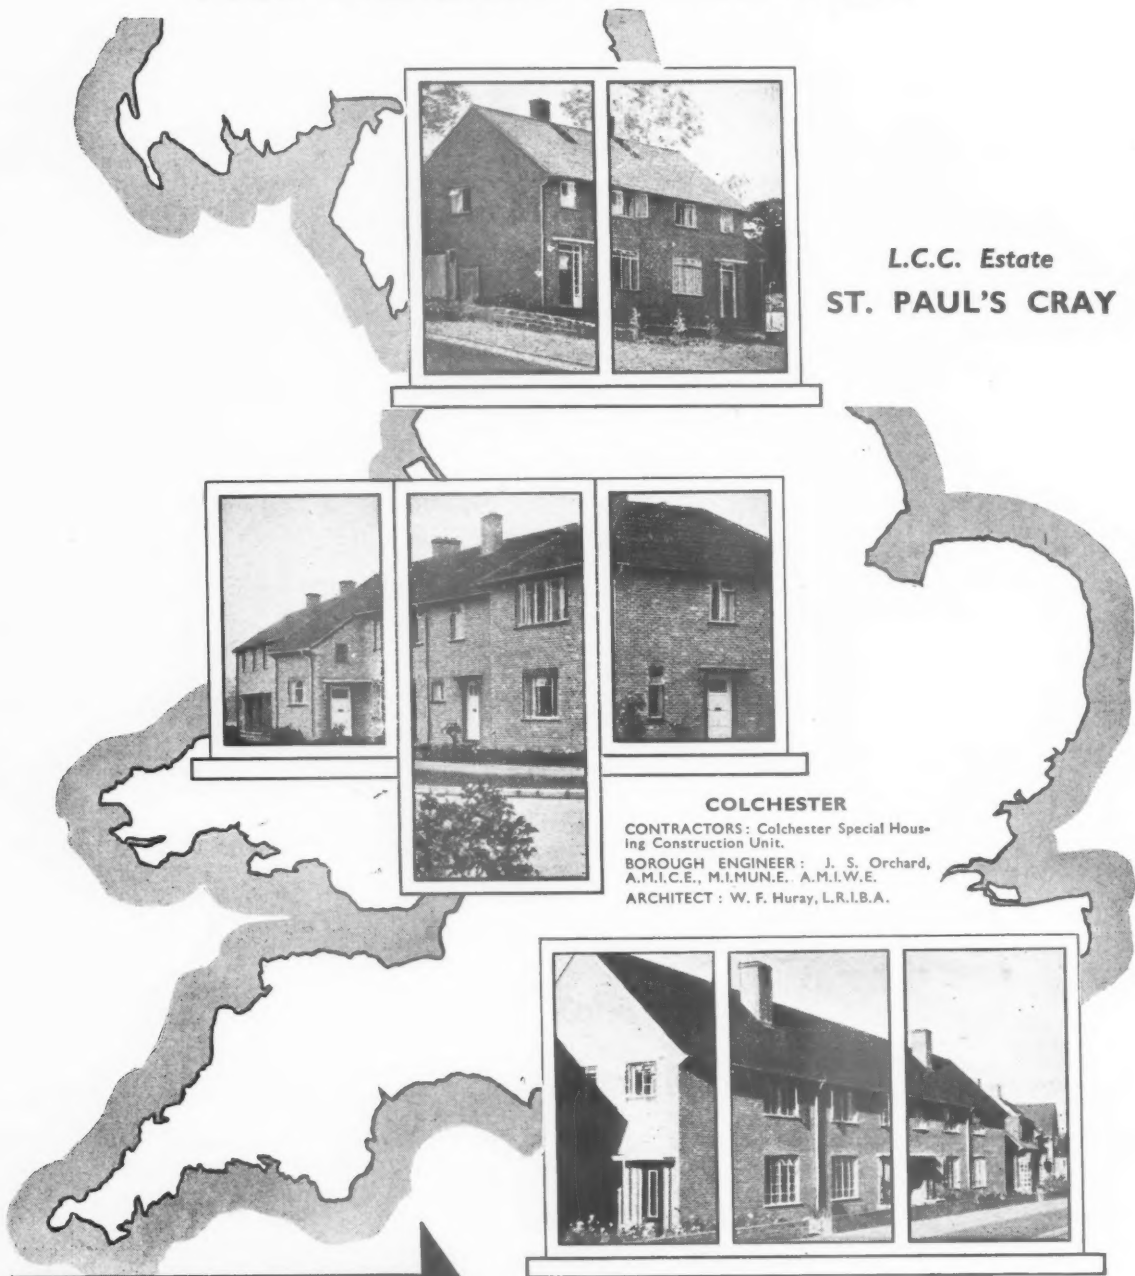 L.C.C. Estate
ST. PAUL'S CRAY
COLCHESTER
CONTRACTORS: Colchester Special Hous-
ing Construction Unit.
BOROUGH ENGINEER: J. S. Orchard,
A.M.I.C.E., M.I.MUN.E. A.M.I.W.E.
ARCHITECT: W. F. Huray, L.R.I.B.A.